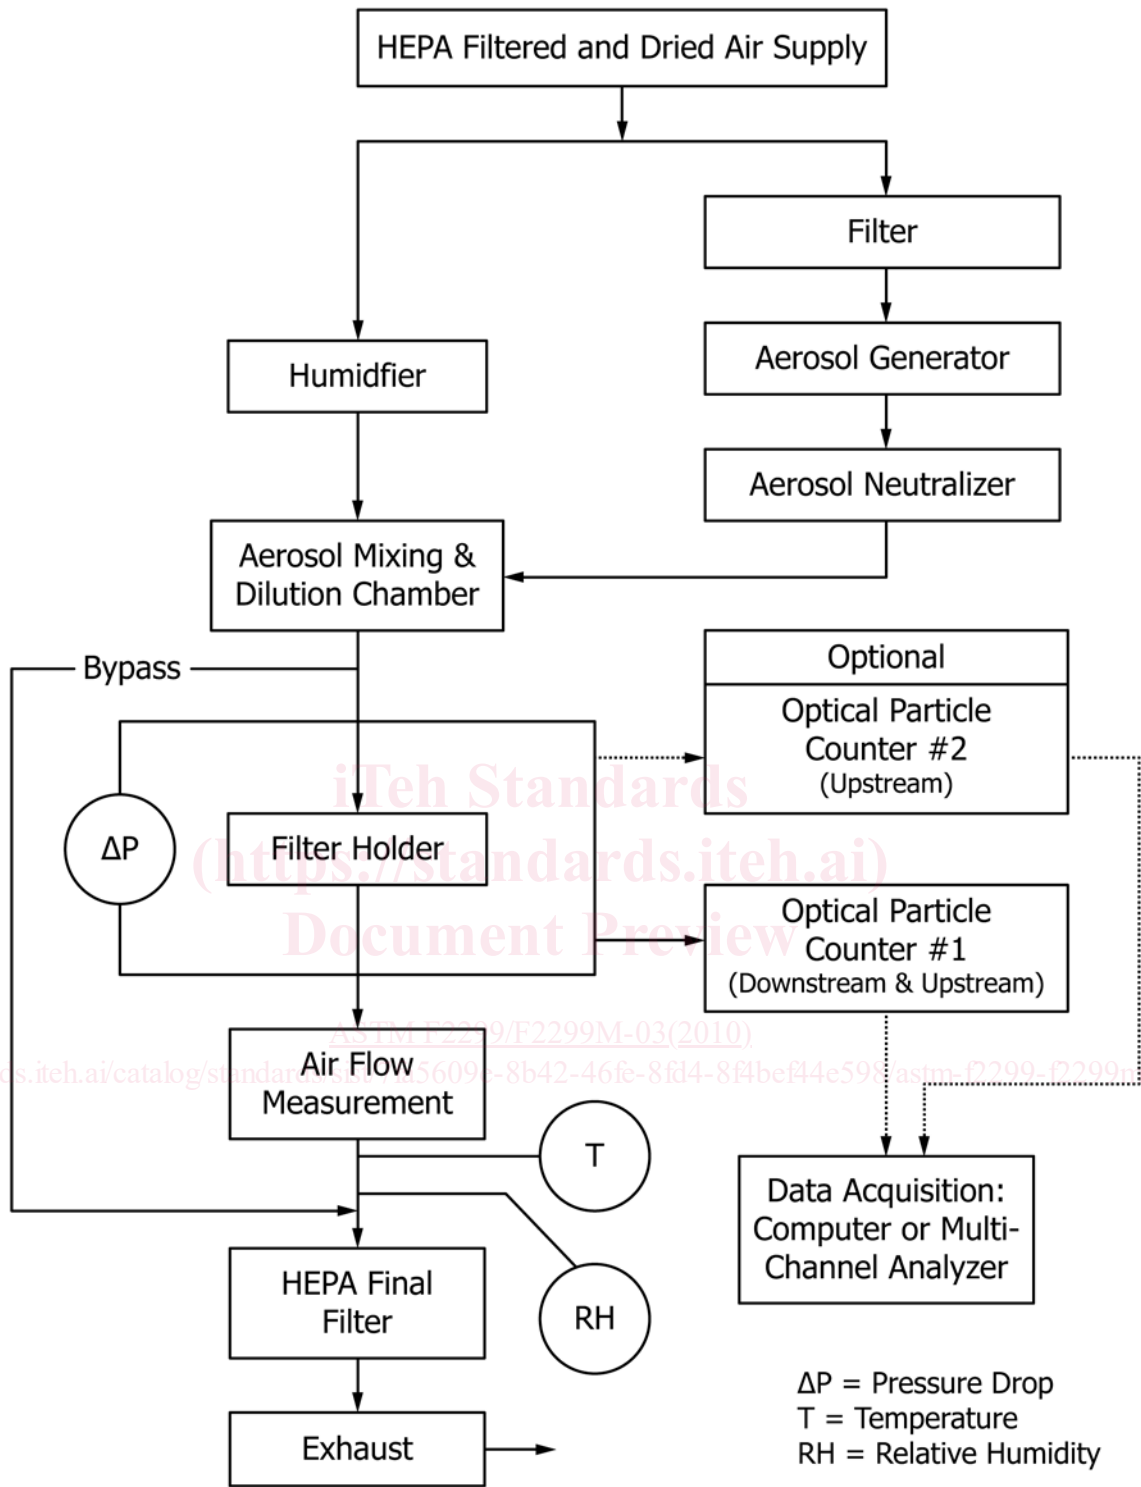 HEPA Filtered and Dried Air Supply
Filter
Aerosol Generator
Humidfier
Aerosol Neutralizer
Aerosol Mixing &
Dilution Chamber
Bypass
Optional
Optical Particle
Counter #2
(Upstream)
iTeh Standards
(https://standards.iteh.ai)
Document Preview
ΔP
Filter Holder
Optical Particle
Counter #1
(Downstream & Upstream)
ASTM F2299/F2299M-03(2010)
Air Flow
Measurement
T
Data Acquisition:
Computer or Multi-
Channel Analyzer
HEPA Final
Filter
RH
Exhaust
ΔP = Pressure Drop
T = Temperature
RH = Relative Humidity